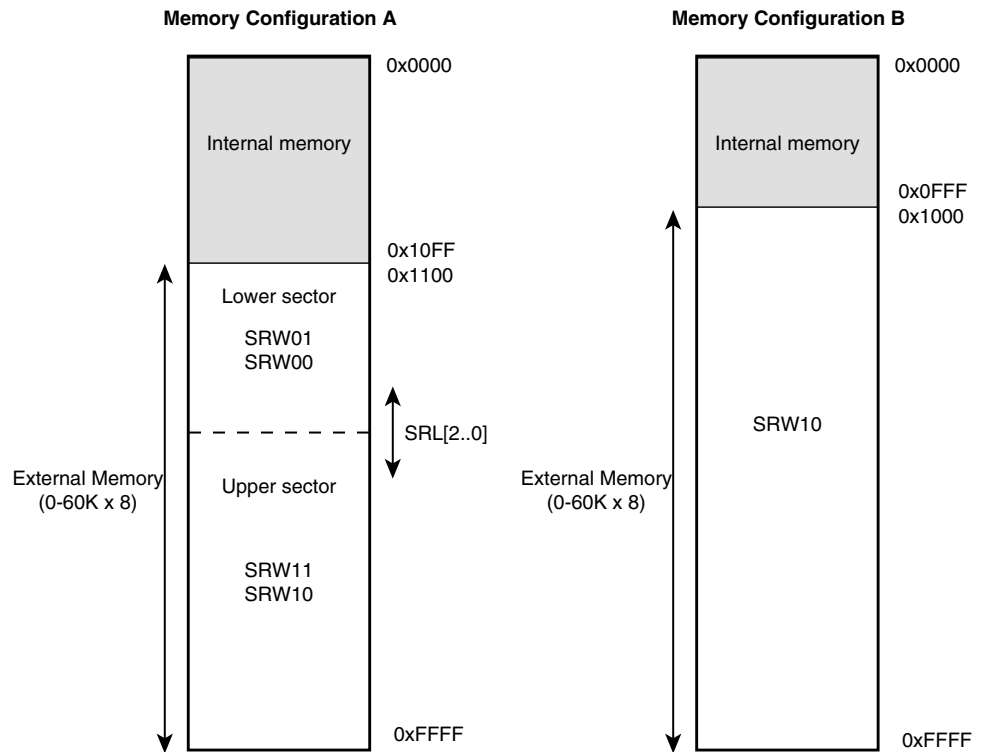 Memory Configuration A
0x0000
Internal memory
0x10FF
0x1100
Lower sector
SRW01
SRW00
SRL[2..0]
External Memory
(0-60K x 8)
Upper sector
SRW11
SRW10
0xFFFF
Memory Configuration B
0x0000
Internal memory
0x0FFF
0x1000
SRW10
External Memory
(0-60K x 8)
0xFFFF